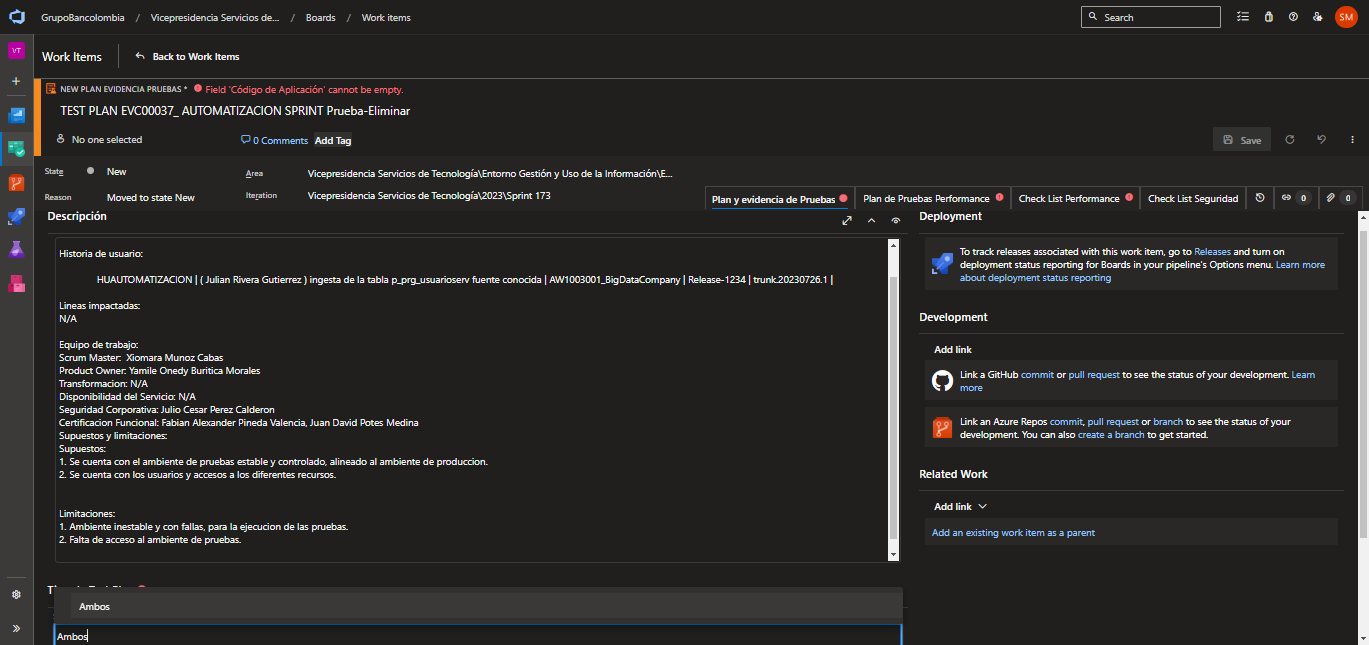 GrupoBancolombia / Vicepresidencia Servicios de... / Boards / Work items
Search
SM
VT
Work Items
Back to Work Items
NEW PLAN EVIDENCIA PRUEBAS * Field 'Código de Aplicación' cannot be empty.
TEST PLAN EVC00037_ AUTOMATIZACION SPRINT Prueba-Eliminar
No one selected
0 Comments
Add Tag
Save
State
New
Area
Vicepresidencia Servicios de Tecnología\Entorno Gestión y Uso de la Información\E...
Reason
Moved to state New
Iteration
Vicepresidencia Servicios de Tecnología\2023\Sprint 173
Plan y evidencia de Pruebas
Plan de Pruebas Performance
Check List Performance
Check List Seguridad
0
0
Descripción
Historia de usuario:
HUAUTOMATIZACION | ( Julian Rivera Gutierrez ) ingesta de la tabla p_prg_usuarioserv fuente conocida | AW1003001_BigDataCompany | Release-1234 | trunk.20230726.1 |
Lineas impactadas:
N/A
Equipo de trabajo:
Scrum Master: Xiomara Munoz Cabas
Product Owner: Yamile Onedy Buritica Morales
Transformacion: N/A
Disponibilidad del Servicio: N/A
Seguridad Corporativa: Julio Cesar Perez Calderon
Certificacion Funcional: Fabian Alexander Pineda Valencia, Juan David Potes Medina
Supuestos y limitaciones:
Supuestos:
1. Se cuenta con el ambiente de pruebas estable y controlado, alineado al ambiente de produccion.
2. Se cuenta con los usuarios y accesos a los diferentes recursos.
Limitaciones:
1. Ambiente inestable y con fallas, para la ejecucion de las pruebas.
2. Falta de acceso al ambiente de pruebas.
Ambos
Ambos
Deployment
To track releases associated with this work item, go to Releases and turn on
deployment status reporting for Boards in your pipeline's Options menu. Learn more
about deployment status reporting
Development
Add link
Link a GitHub commit or pull request to see the status of your development. Learn
more
Link an Azure Repos commit, pull request or branch to see the status of your
development. You can also create a branch to get started.
Related Work
Add link
Add an existing work item as a parent